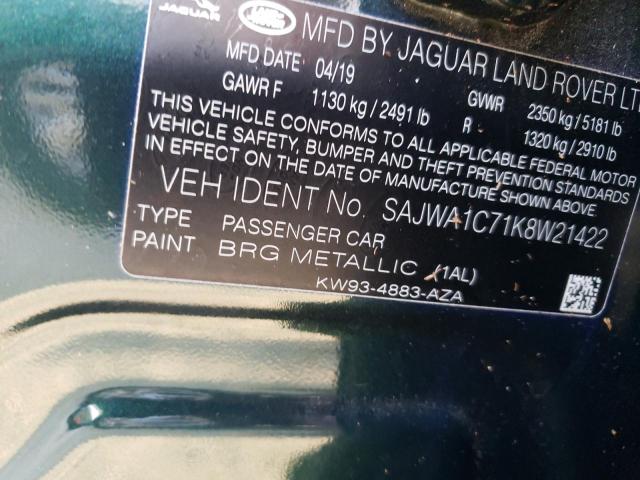 JAGUAR LAND ROVER MFD BY JAGUAR LAND ROVER LT
MFD DATE 04/19 GVWR 2350 kg / 5181 lb
GAWR F 1130 kg / 2491 lb R 1320 kg / 2910 lb
THIS VEHICLE CONFORMS TO ALL APPLICABLE FEDERAL MOTOR
VEHICLE SAFETY, BUMPER AND THEFT PREVENTION STANDARDS
IN EFFECT ON THE DATE OF MANUFACTURE SHOWN ABOVE
VEH IDENT No. SAJWA1C71K8W21422
TYPE PASSENGER CAR
PAINT BRG METALLIC (1AL)
KW93-4883-AZA